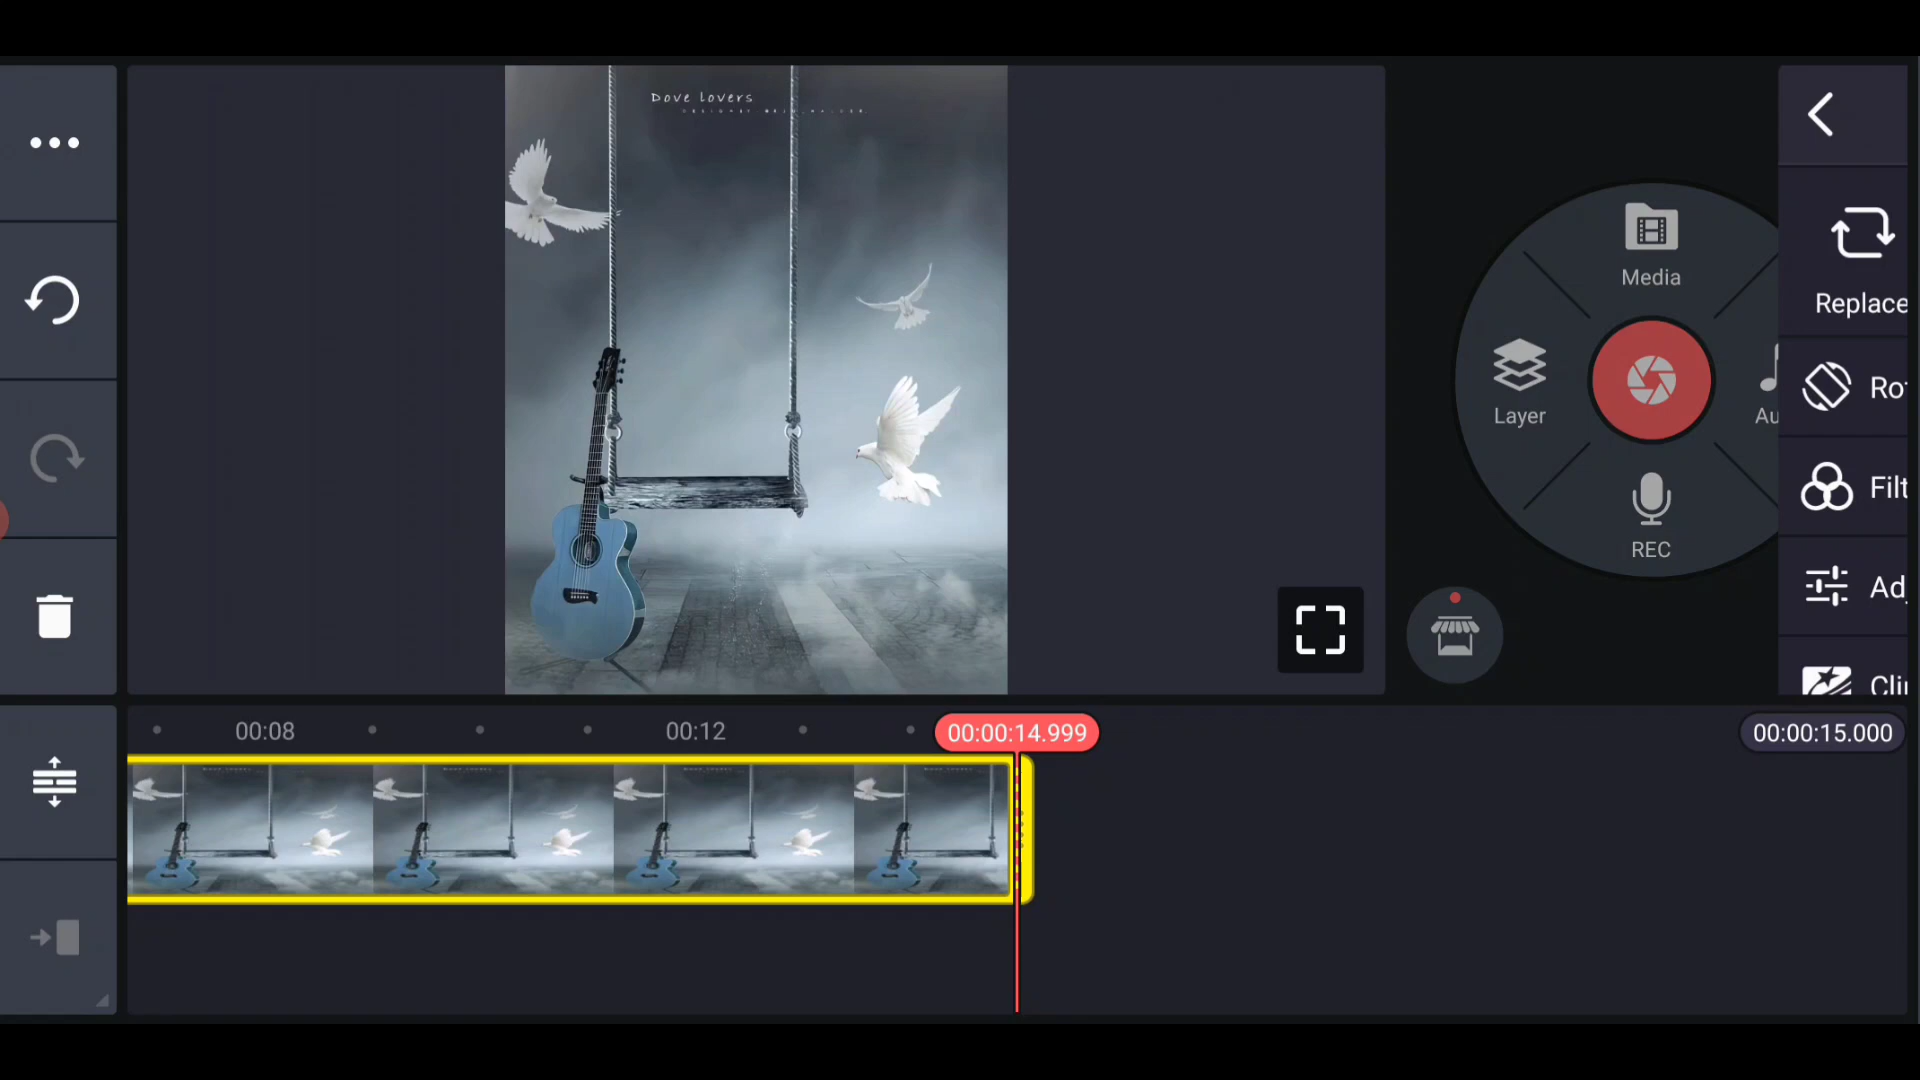 Dove lovers
Media
Replace
Layer
Au
Ro
Filt
REC
Adj
Cli
00:08
00:12
00:00:14.999
00:00:15.000